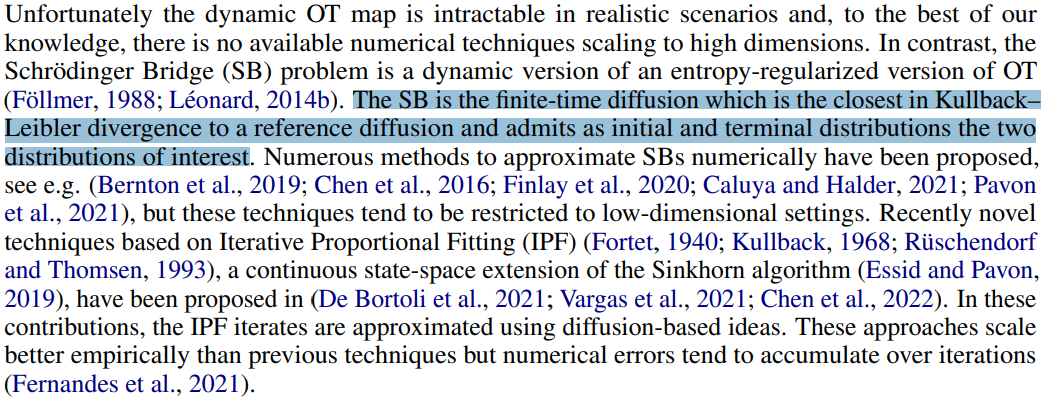 Unfortunately the dynamic OT map is intractable in realistic scenarios and, to the best of our
knowledge, there is no available numerical techniques scaling to high dimensions. In contrast, the
Schrödinger Bridge (SB) problem is a dynamic version of an entropy-regularized version of OT
(Föllmer, 1988; Léonard, 2014b). The SB is the finite-time diffusion which is the closest in Kullback–
Leibler divergence to a reference diffusion and admits as initial and terminal distributions the two
distributions of interest. Numerous methods to approximate SBs numerically have been proposed,
see e.g. (Bernton et al., 2019; Chen et al., 2016; Finlay et al., 2020; Caluya and Halder, 2021; Pavon
et al., 2021), but these techniques tend to be restricted to low-dimensional settings. Recently novel
techniques based on Iterative Proportional Fitting (IPF) (Fortet, 1940; Kullback, 1968; Rüschendorf
and Thomsen, 1993), a continuous state-space extension of the Sinkhorn algorithm (Essid and Pavon,
2019), have been proposed in (De Bortoli et al., 2021; Vargas et al., 2021; Chen et al., 2022). In these
contributions, the IPF iterates are approximated using diffusion-based ideas. These approaches scale
better empirically than previous techniques but numerical errors tend to accumulate over iterations
(Fernandes et al., 2021).